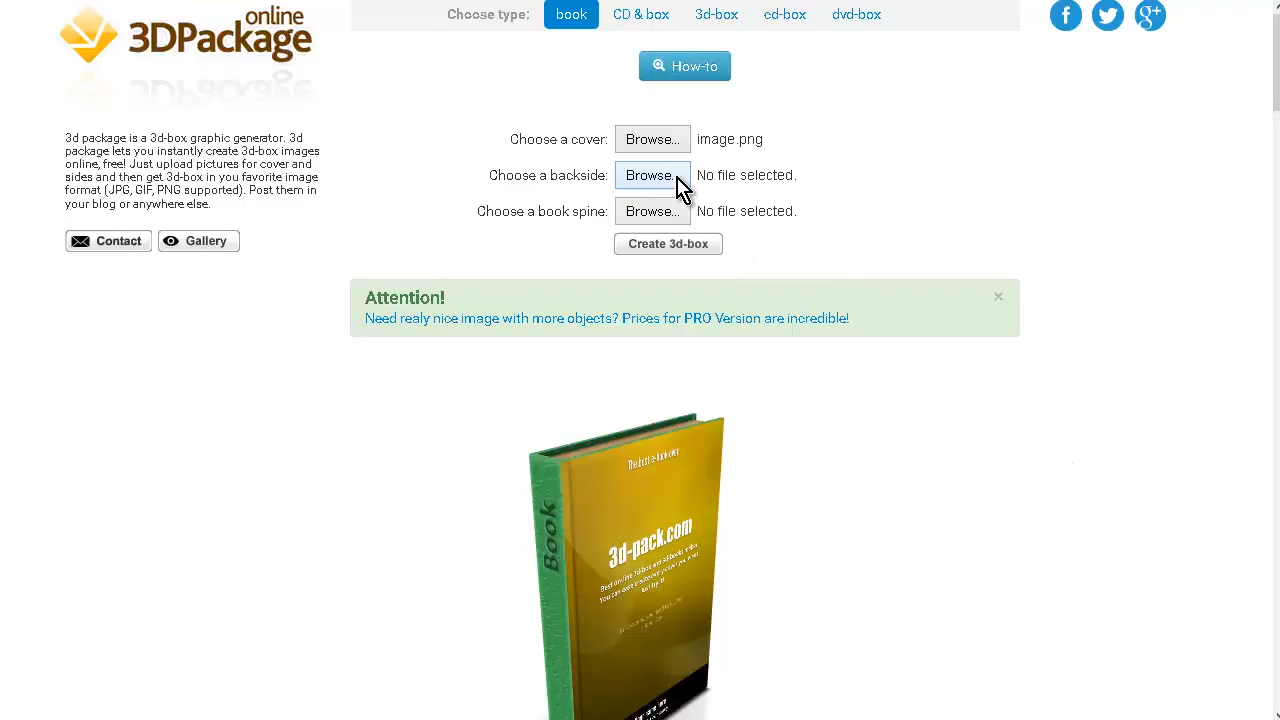 online
3DPackage
3d package is a 3d-box graphic generator. 3d
package lets you instantly create 3d-box images
online, free! Just upload pictures for cover and
sides and then get 3d-box in you favorite image
format (JPG, GIF, PNG supported). Post them in
your blog or anywhere else.
Contact
Gallery
Choose type:
book
CD & box
3d-box
cd-box
dvd-box
How-to
Choose a cover: Browse... image.png
Choose a backside: Browse... No file selected.
Choose a book spine: Browse... No file selected.
Create 3d-box
Attention! ×
Need realy nice image with more objects? Prices for PRO Version are incredible!
The best e-book ever
Book
3d-pack.com